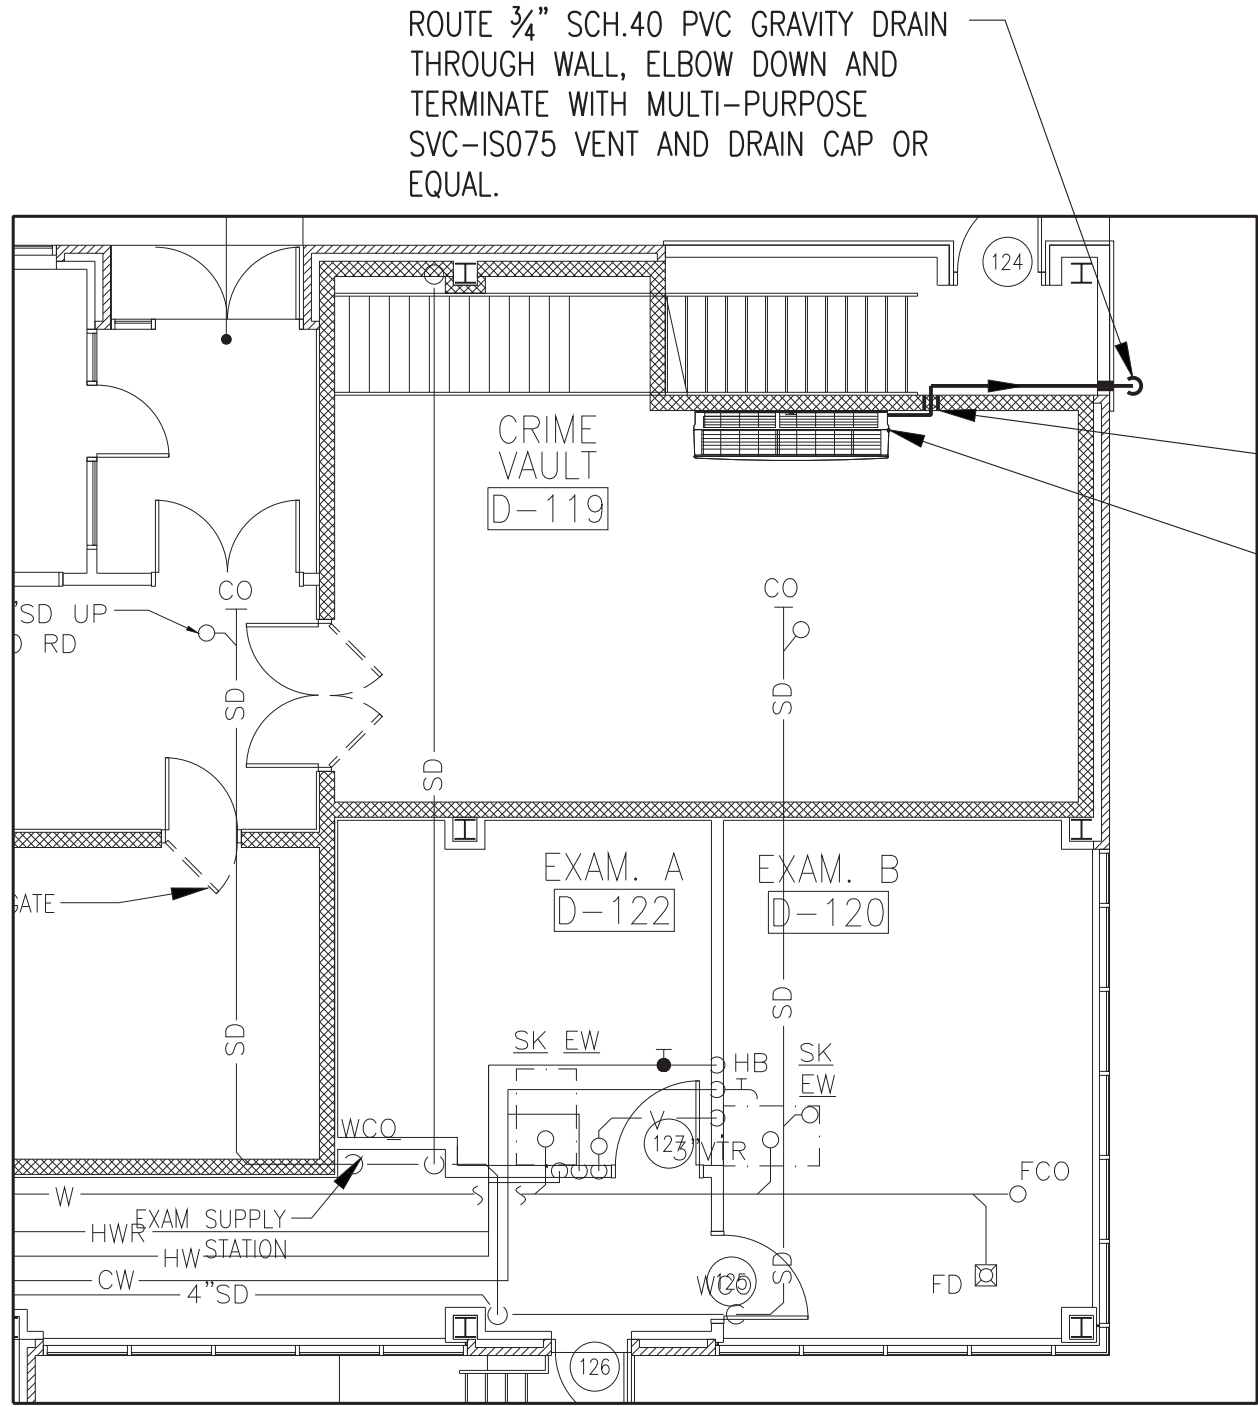 ROUTE ¾” SCH.40 PVC GRAVITY DRAIN
THROUGH WALL, ELBOW DOWN AND
TERMINATE WITH MULTI-PURPOSE
SVC-IS075 VENT AND DRAIN CAP OR
EQUAL.
124
CRIME
VAULT
D-119
CO
CO
”SD UP
RD
SD
SD
SD
EXAM. A
D-122
EXAM. B
D-120
GATE
SD
SD
SK EW
HB
SK
EW
WCO
V
127
3”VTR
FCO
W
EXAM SUPPLY
STATION
HWR
HW
CW
4”SD
WCO
125
SD
FD
126